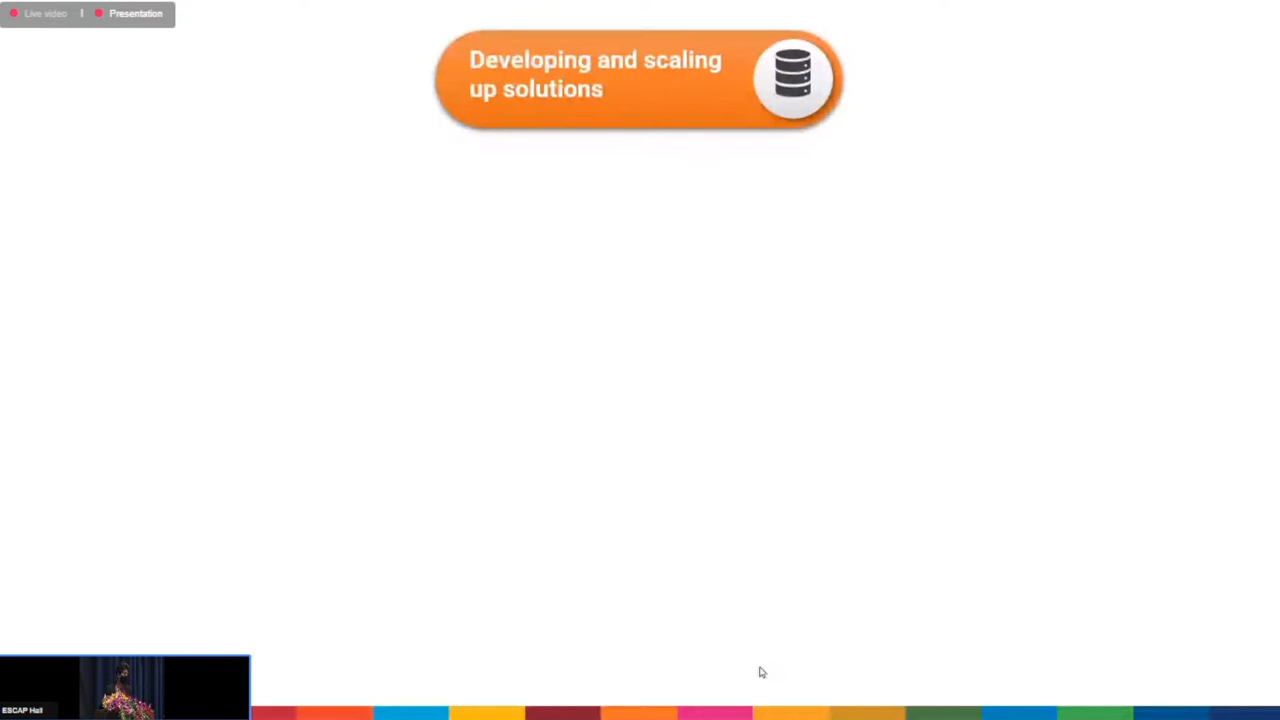 Live video
Presentation
Developing and scaling
up solutions
ESCAP Hall